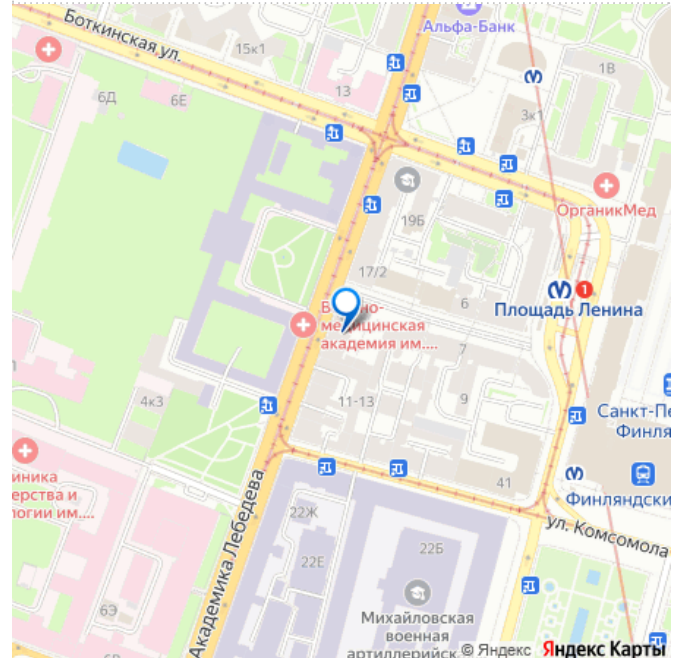 Боткинская ул.
15к1
Альфа-Банк
1В
13
3к1
6Д
6Е
ОрганикМед
19Б
17/2
6
1
Площадь Ленина
медицинская
академия им....
7
4к3
11-13
9
Санкт-Пе
Финля
41
Финляндски
ул. Комсомола
иника
ерства и
логии им....
22Ж
22Б
22Е
Академика Лебедева
6Э
Михайловская
военная
артиллерийск...
© Яндекс Яндекс Карты